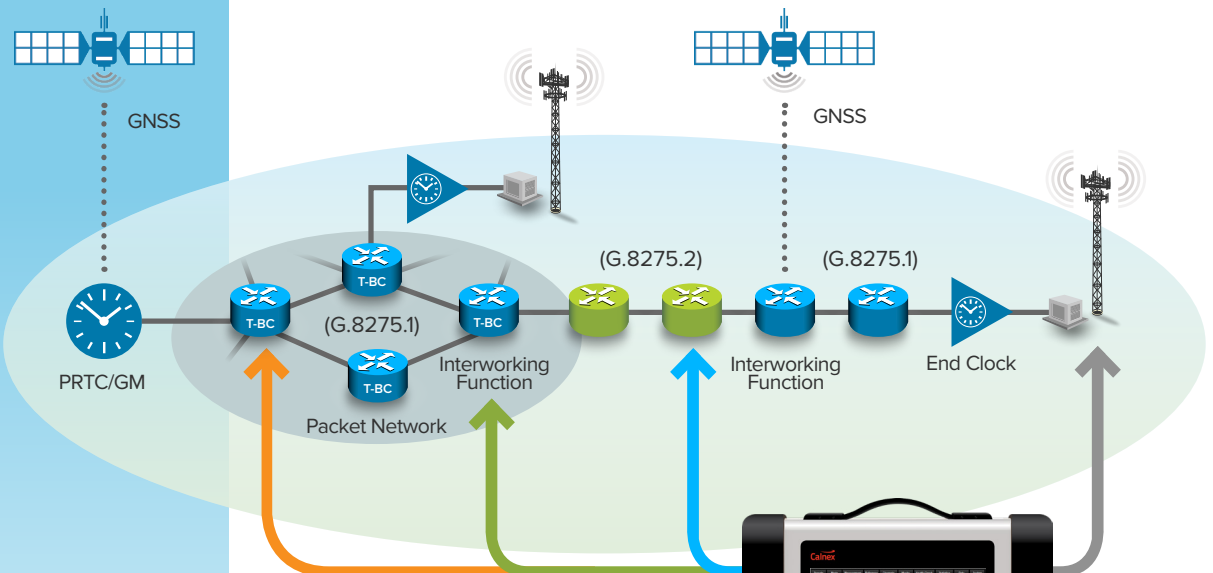 GNSS
GNSS
(G.8275.2)
(G.8275.1)
T-BC
T-BC
(G.8275.1)
T-BC
T-BC
PRTC/GM
Interworking
Function
Interworking
Function
End Clock
Packet Network
Calnex